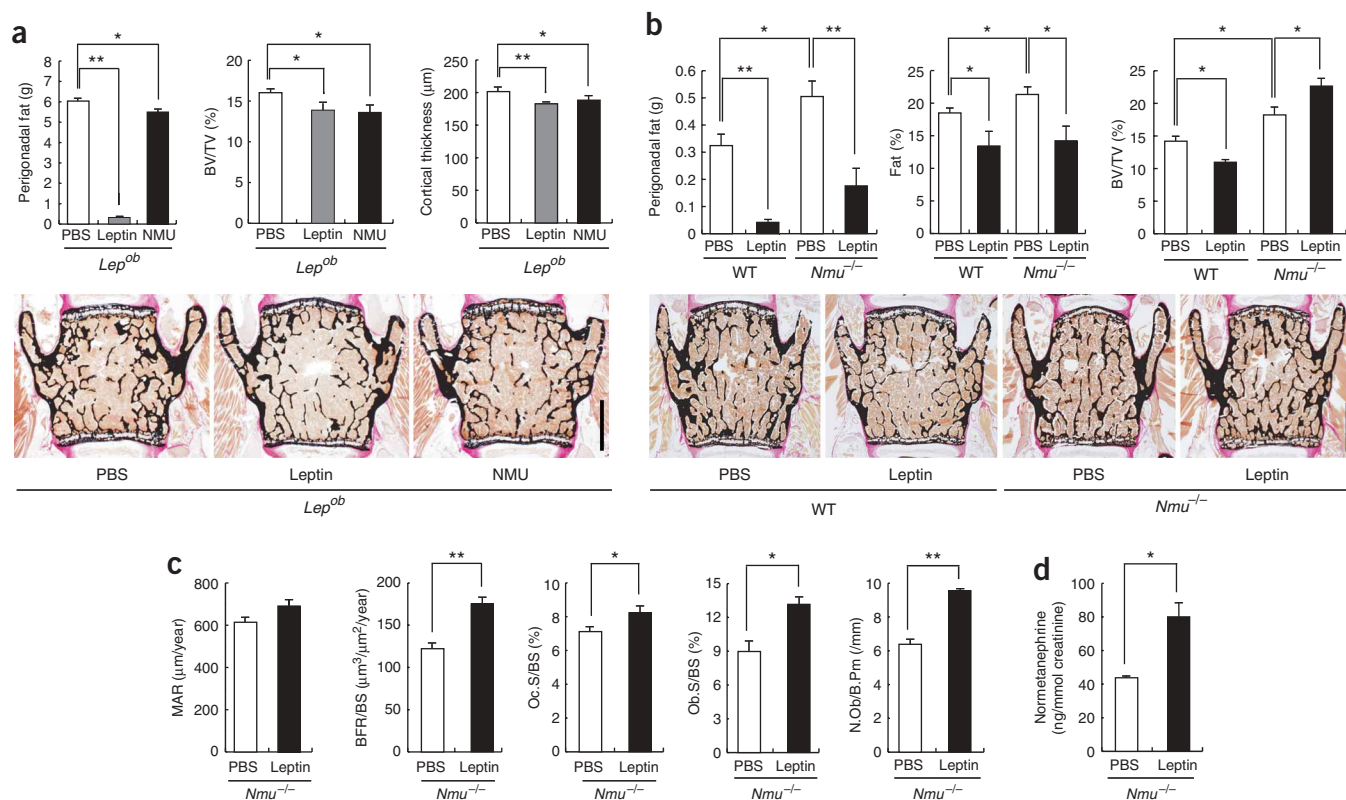 a
*
**
8
7
6
5
4
3
2
1
0
Perigonadal fat (g)
PBS Leptin NMU
Lep^ob
*
*
20
15
10
5
0
BV/TV (%)
PBS Leptin NMU
Lep^ob
*
**
250
200
150
100
50
0
Cortical thickness (μm)
PBS Leptin NMU
Lep^ob
PBS Leptin NMU
Lep^ob
b
*
**
**
0.6
0.5
0.4
0.3
0.2
0.1
0
Perigonadal fat (g)
PBS Leptin PBS Leptin
WT Nmu^–/–
*
*
*
25
20
15
10
5
0
Fat (%)
PBS Leptin PBS Leptin
WT Nmu^–/–
*
*
*
25
20
15
10
5
0
BV/TV (%)
PBS Leptin PBS Leptin
WT Nmu^–/–
PBS Leptin PBS Leptin
WT Nmu^–/–
c
800
600
400
200
0
MAR (μm/year)
PBS Leptin
Nmu^–/–
**
200
150
100
50
0
BFR/BS (μm³/μm²/year)
PBS Leptin
Nmu^–/–
*
10
8
6
4
2
0
Oc.S/BS (%)
PBS Leptin
Nmu^–/–
*
15
12
9
6
3
0
Ob.S/BS (%)
PBS Leptin
Nmu^–/–
**
10
8
6
4
2
0
N.Ob/B.Pm (/mm)
PBS Leptin
Nmu^–/–
d
*
100
80
60
40
20
0
Normetanephrine
(ng/mmol creatinine)
PBS Leptin
Nmu^–/–